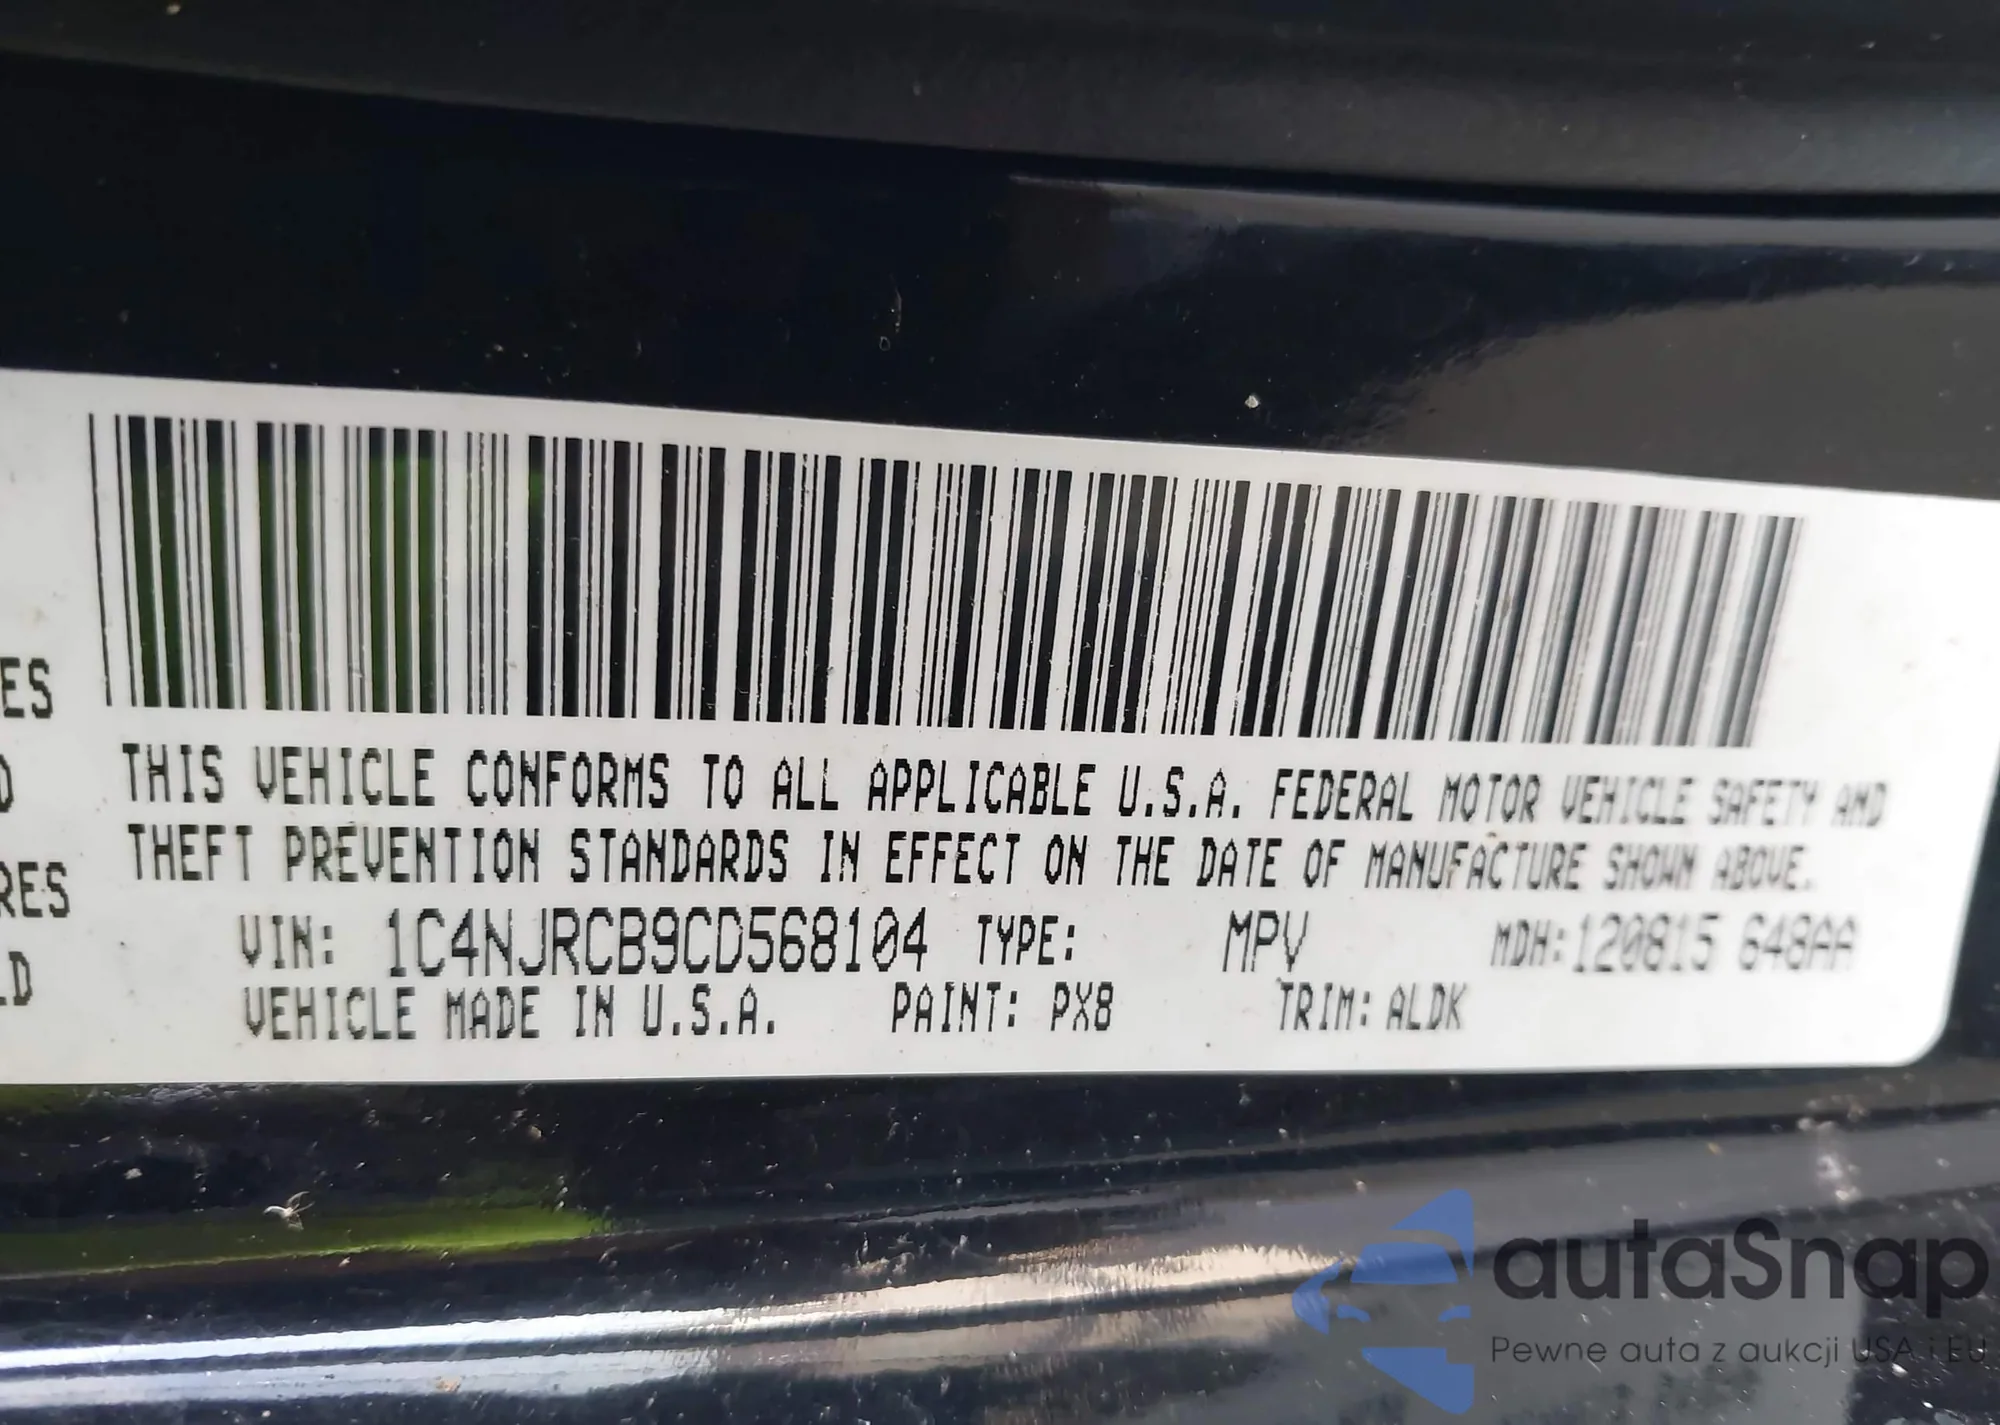 ES
D
RES
LD
THIS VEHICLE CONFORMS TO ALL APPLICABLE U.S.A. FEDERAL MOTOR VEHICLE SAFETY AND
THEFT PREVENTION STANDARDS IN EFFECT ON THE DATE OF MANUFACTURE SHOWN ABOVE.
VIN: 1C4NJRCB9CD568104 TYPE: MPV MDH:120815 648AA
VEHICLE MADE IN U.S.A. PAINT: PX8 TRIM: ALDK
autaSnap
Pewne auta z aukcji USA i EU